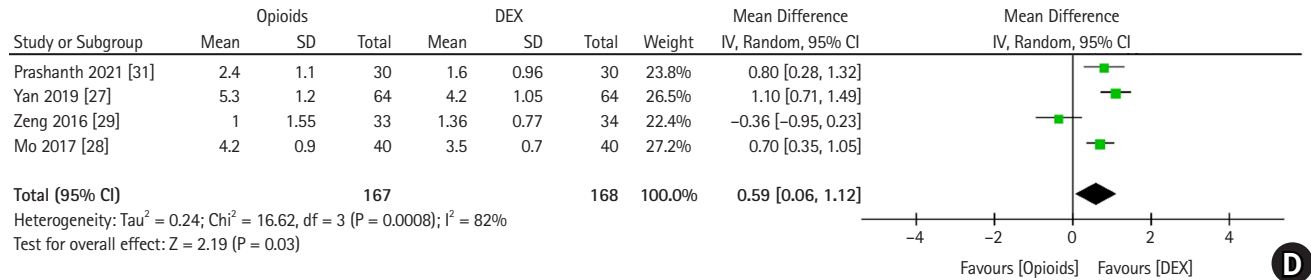 Opioids DEX Mean Difference Mean Difference
Study or Subgroup Mean SD Total Mean SD Total Weight IV, Random, 95% CI IV, Random, 95% CI
Prashanth 2021 [31] 2.4 1.1 30 1.6 0.96 30 23.8% 0.80 [0.28, 1.32]
Yan 2019 [27] 5.3 1.2 64 4.2 1.05 64 26.5% 1.10 [0.71, 1.49]
Zeng 2016 [29] 1 1.55 33 1.36 0.77 34 22.4% −0.36 [−0.95, 0.23]
Mo 2017 [28] 4.2 0.9 40 3.5 0.7 40 27.2% 0.70 [0.35, 1.05]
Total (95% CI) 167 168 100.0% 0.59 [0.06, 1.12]
Heterogeneity: Tau² = 0.24; Chi² = 16.62, df = 3 (P = 0.0008); I² = 82%
Test for overall effect: Z = 2.19 (P = 0.03)
−4 −2 0 2 4
Favours [Opioids] Favours [DEX]
D